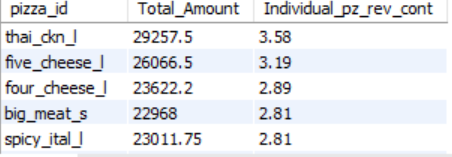 pizza_id Total_Amount Individual_pz_rev_cont
thai_ckn_l 29257.5 3.58
five_cheese_l 26066.5 3.19
four_cheese_l 23622.2 2.89
big_meat_s 22968 2.81
spicy_ital_l 23011.75 2.81